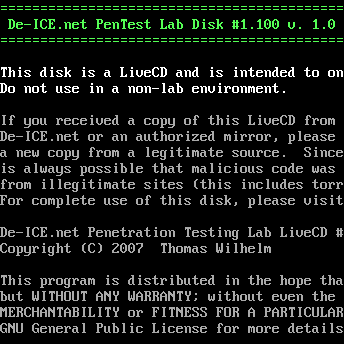 ===========================================
De-ICE.net PenTest Lab Disk #1.100 v. 1.0
===========================================
This disk is a LiveCD and is intended to on
Do not use in a non-lab environment.
If you received a copy of this LiveCD from
De-ICE.net or an authorized mirror, please
a new copy from a legitimate source.  Since
is always possible that malicious code was
from illegitimate sites (this includes torr
For complete use of this disk, please visit
De-ICE.net Penetration Testing Lab LiveCD #
Copyright (C) 2007  Thomas Wilhelm
This program is distributed in the hope tha
but WITHOUT ANY WARRANTY; without even the
MERCHANTABILITY or FITNESS FOR A PARTICULAR
GNU General Public License for more details